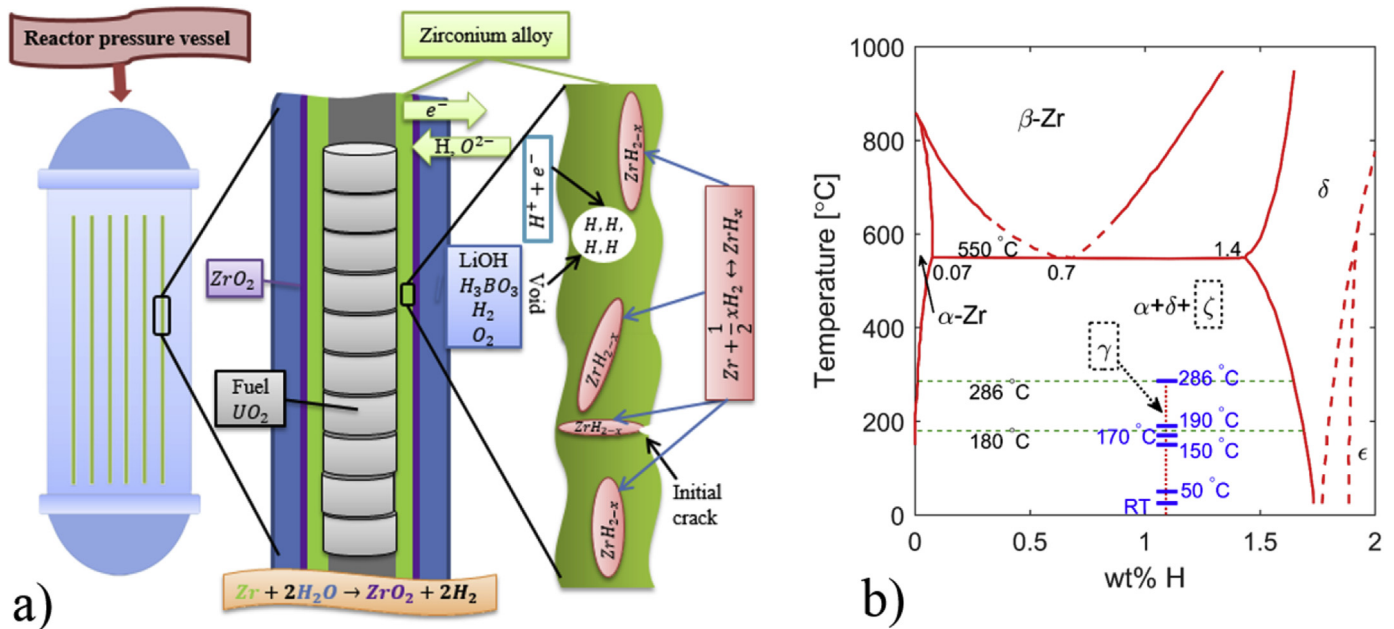 Reactor pressure vessel
Zirconium alloy
e⁻
H, O²⁻
ZrO₂
Fuel
UO₂
LiOH
H₃BO₃
H₂
O₂
H⁺ + e⁻
Void
H, H,
H, H
ZrH₂₋ₓ
ZrH₂₋ₓ
ZrH₂₋ₓ
ZrH₂₋ₓ
Zr + ½xH₂ ↔ ZrHₓ
Initial
crack
Zr + 2H₂O → ZrO₂ + 2H₂
a)
1000
800
600
400
200
0
Temperature [°C]
β-Zr
δ
550 °C
1.4
0.07
0.7
α-Zr
α+δ+ ζ
γ
286 °C
286 °C
190 °C
170 °C
180 °C
150 °C
50 °C
RT
ϵ
0
0.5
1
1.5
2
wt% H
b)